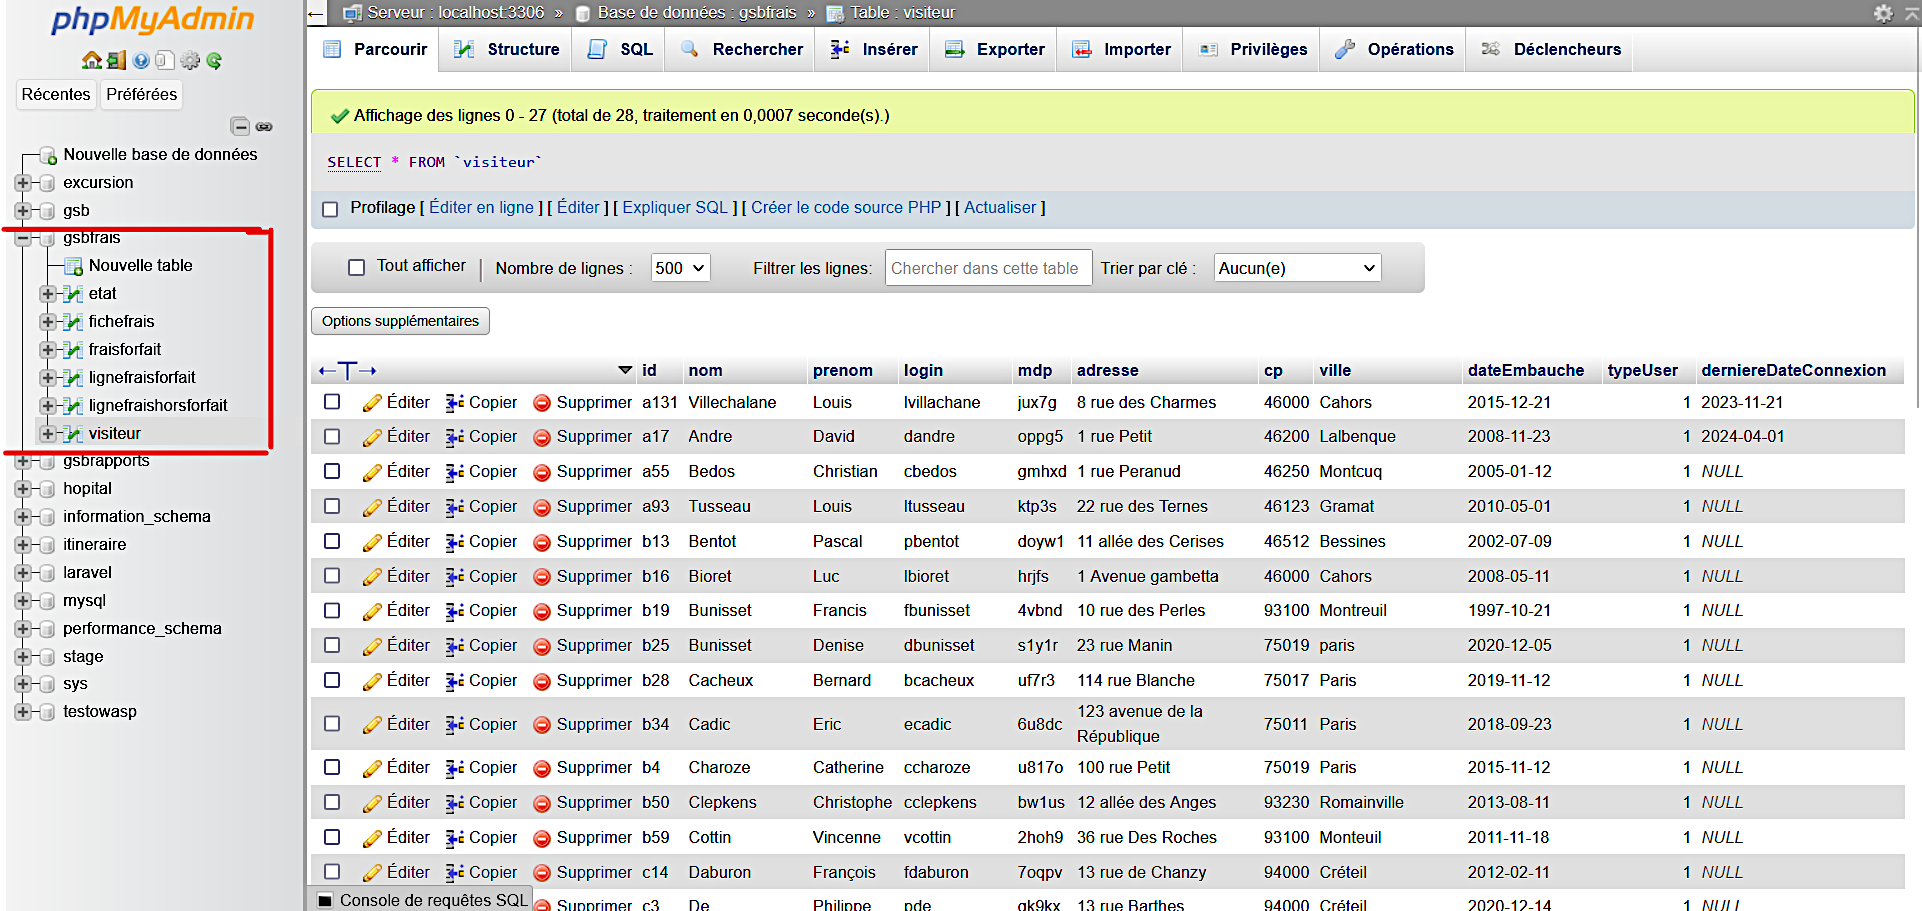 phpMyAdmin
Récentes Préférées
Nouvelle base de données
excursion
gsb
gsbfrais
Nouvelle table
etat
fichefrais
fraisforfait
lignefraisforfait
lignefraishorsforfait
visiteur
gsbrapports
hopital
information_schema
itineraire
laravel
mysql
performance_schema
stage
sys
testowasp
Serveur : localhost:3306 » Base de données : gsbfrais » Table : visiteur
Parcourir Structure SQL Rechercher Insérer Exporter Importer Privilèges Opérations Déclencheurs
Affichage des lignes 0 - 27 (total de 28, traitement en 0,0007 seconde(s).)
SELECT * FROM `visiteur`
Profilage [ Éditer en ligne ] [ Éditer ] [ Expliquer SQL ] [ Créer le code source PHP ] [ Actualiser ]
Tout afficher | Nombre de lignes : 500 Filtrer les lignes: Chercher dans cette table Trier par clé : Aucun(e)
Options supplémentaires
←T→ id nom prenom login mdp adresse cp ville dateEmbauche typeUser derniereDateConnexion
Éditer Copier Supprimer a131 Villechalane Louis lvillachane jux7g 8 rue des Charmes 46000 Cahors 2015-12-21 1 2023-11-21
Éditer Copier Supprimer a17 Andre David dandre oppg5 1 rue Petit 46200 Lalbenque 2008-11-23 1 2024-04-01
Éditer Copier Supprimer a55 Bedos Christian cbedos gmhxd 1 rue Peranud 46250 Montcuq 2005-01-12 1 NULL
Éditer Copier Supprimer a93 Tusseau Louis ltusseau ktp3s 22 rue des Ternes 46123 Gramat 2010-05-01 1 NULL
Éditer Copier Supprimer b13 Bentot Pascal pbentot doyw1 11 allée des Cerises 46512 Bessines 2002-07-09 1 NULL
Éditer Copier Supprimer b16 Bioret Luc lbioret hrjfs 1 Avenue gambetta 46000 Cahors 2008-05-11 1 NULL
Éditer Copier Supprimer b19 Bunisset Francis fbunisset 4vbnd 10 rue des Perles 93100 Montreuil 1997-10-21 1 NULL
Éditer Copier Supprimer b25 Bunisset Denise dbunisset s1y1r 23 rue Manin 75019 paris 2020-12-05 1 NULL
Éditer Copier Supprimer b28 Cacheux Bernard bcacheux uf7r3 114 rue Blanche 75017 Paris 2019-11-12 1 NULL
Éditer Copier Supprimer b34 Cadic Eric ecadic 6u8dc 123 avenue de la République 75011 Paris 2018-09-23 1 NULL
Éditer Copier Supprimer b4 Charoze Catherine ccharoze u817o 100 rue Petit 75019 Paris 2015-11-12 1 NULL
Éditer Copier Supprimer b50 Clepkens Christophe cclepkens bw1us 12 allée des Anges 93230 Romainville 2013-08-11 1 NULL
Éditer Copier Supprimer b59 Cottin Vincenne vcottin 2hoh9 36 rue Des Roches 93100 Monteuil 2011-11-18 1 NULL
Éditer Copier Supprimer c14 Daburon François fdaburon 7oqpv 13 rue de Chanzy 94000 Créteil 2012-02-11 1 NULL
Supprimer c3 De Philippe pde gk9kx 13 rue Barthes 94000 Créteil 2020-12-14 1 NULL
Console de requêtes SQL